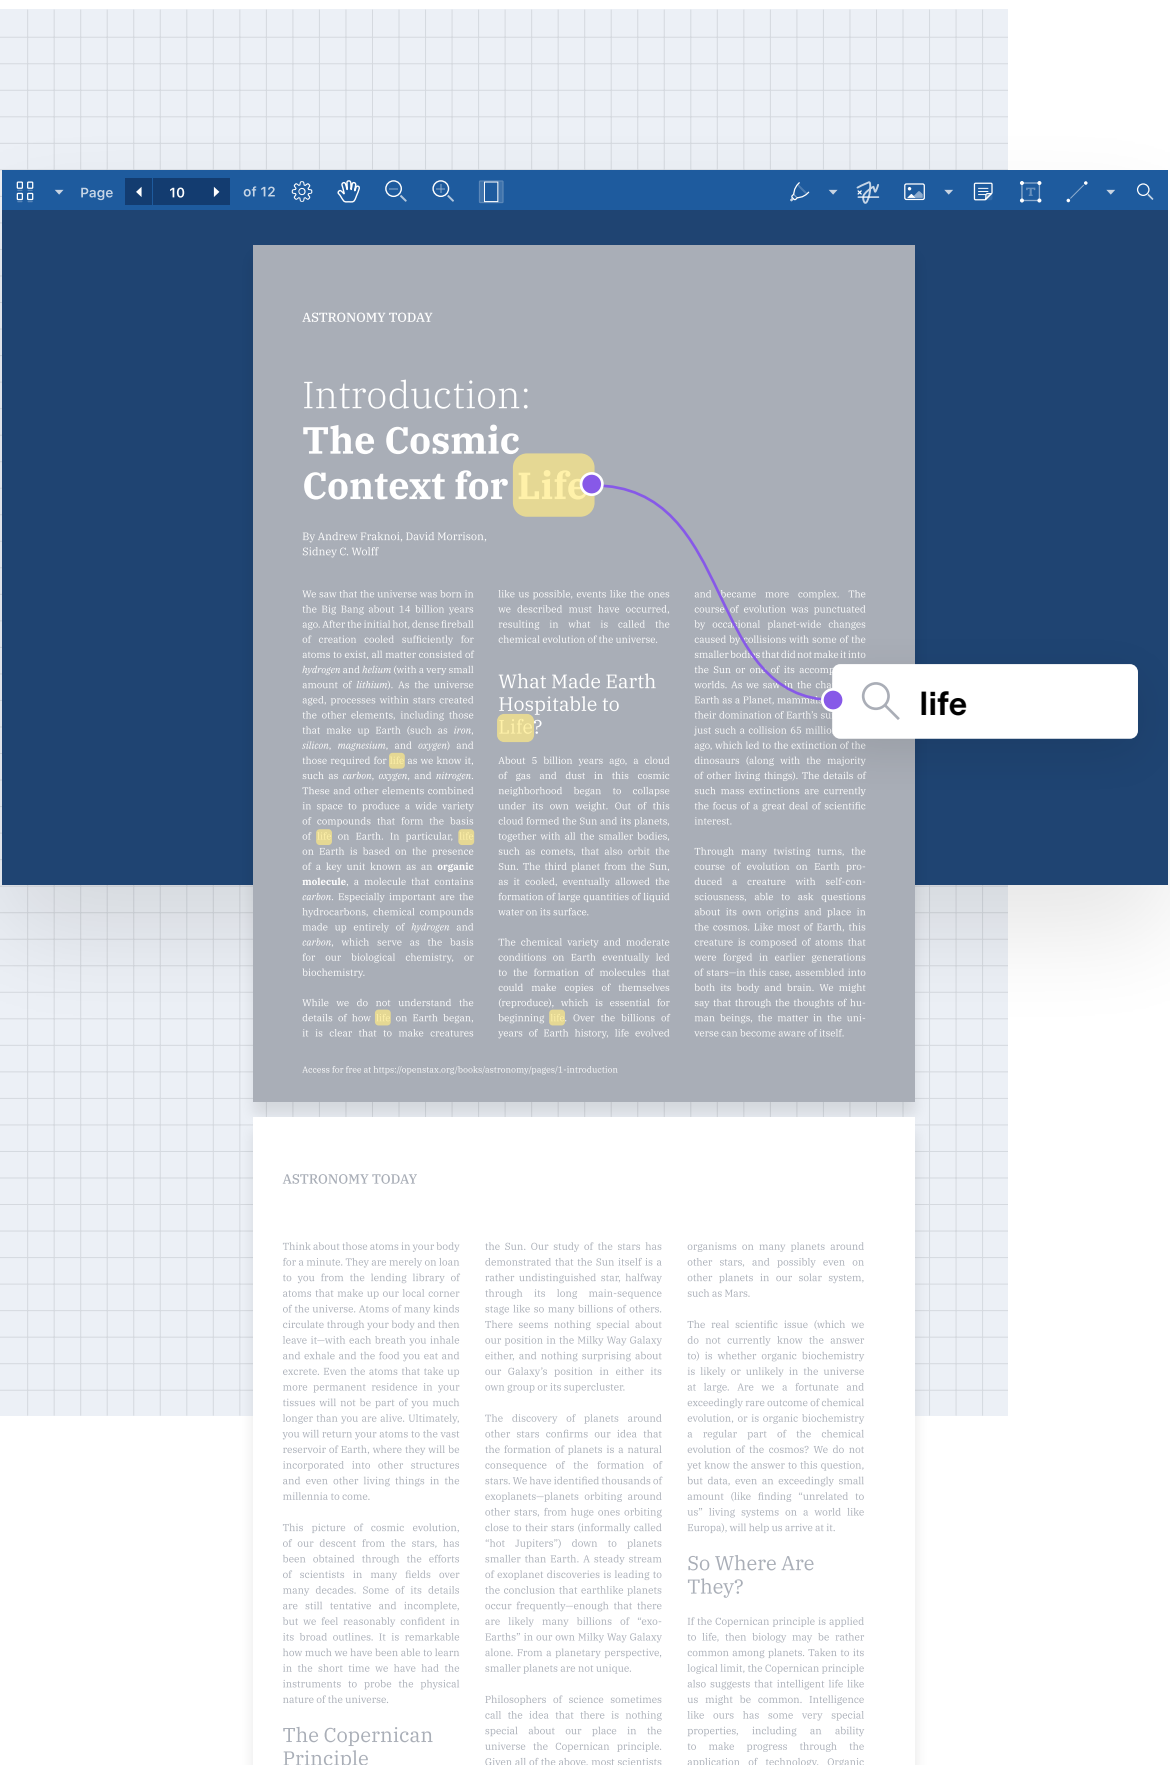 Page 10 of 12
ASTRONOMY TODAY
Introduction:
The Cosmic
Context for Life
By Andrew Fraknoi, David Morrison,
Sidney C. Wolff
We saw that the universe was born in
the Big Bang about 14 billion years
ago. After the initial hot, dense fireball
of creation cooled sufficiently for
atoms to exist, all matter consisted of
hydrogen and helium (with a very small
amount of lithium). As the universe
aged, processes within stars created
the other elements, including those
that make up Earth (such as iron,
silicon, magnesium, and oxygen) and
those required for life as we know it,
such as carbon, oxygen, and nitrogen.
These and other elements combined
in space to produce a wide variety
of compounds that form the basis
of life on Earth. In particular, life
on Earth is based on the presence
of a key unit known as an organic
molecule, a molecule that contains
carbon. Especially important are the
hydrocarbons, chemical compounds
made up entirely of hydrogen and
carbon, which serve as the basis
for our biological chemistry, or
biochemistry.
While we do not understand the
details of how life on Earth began,
it is clear that to make creatures
like us possible, events like the ones
we described must have occurred,
resulting in what is called the
chemical evolution of the universe.
What Made Earth
Hospitable to
Life?
About 5 billion years ago, a cloud
of gas and dust in this cosmic
neighborhood began to collapse
under its own weight. Out of this
cloud formed the Sun and its planets,
together with all the smaller bodies,
such as comets, that also orbit the
Sun. The third planet from the Sun,
as it cooled, eventually allowed the
formation of large quantities of liquid
water on its surface.
The chemical variety and moderate
conditions on Earth eventually led
to the formation of molecules that
could make copies of themselves
(reproduce), which is essential for
beginning life. Over the billions of
years of Earth history, life evolved
and became more complex. The
course of evolution was punctuated
by occasional planet-wide changes
caused by collisions with some of the
smaller bodies that did not make it into
the Sun or one of its accom
worlds. As we saw in the cha
Earth as a Planet, mamma
their domination of Earth's su
just such a collision 65 million
ago, which led to the extinction of the
dinosaurs (along with the majority
of other living things). The details of
such mass extinctions are currently
the focus of a great deal of scientific
interest.
Through many twisting turns, the
course of evolution on Earth pro-
duced a creature with self-con-
sciousness, able to ask questions
about its own origins and place in
the cosmos. Like most of Earth, this
creature is composed of atoms that
were forged in earlier generations
of stars—in this case, assembled into
both its body and brain. We might
say that through the thoughts of hu-
man beings, the matter in the uni-
verse can become aware of itself.
life
Access for free at https://openstax.org/books/astronomy/pages/1-introduction
ASTRONOMY TODAY
Think about those atoms in your body
for a minute. They are merely on loan
to you from the lending library of
atoms that make up our local corner
of the universe. Atoms of many kinds
circulate through your body and then
leave it—with each breath you inhale
and exhale and the food you eat and
excrete. Even the atoms that take up
more permanent residence in your
tissues will not be part of you much
longer than you are alive. Ultimately,
you will return your atoms to the vast
reservoir of Earth, where they will be
incorporated into other structures
and even other living things in the
millennia to come.
This picture of cosmic evolution,
of our descent from the stars, has
been obtained through the efforts
of scientists in many fields over
many decades. Some of its details
are still tentative and incomplete,
but we feel reasonably confident in
its broad outlines. It is remarkable
how much we have been able to learn
in the short time we have had the
instruments to probe the physical
nature of the universe.
The Copernican
Principle
the Sun. Our study of the stars has
demonstrated that the Sun itself is a
rather undistinguished star, halfway
through its long main-sequence
stage like so many billions of others.
There seems nothing special about
our position in the Milky Way Galaxy
either, and nothing surprising about
our Galaxy's position in either its
own group or its supercluster.
The discovery of planets around
other stars confirms our idea that
the formation of planets is a natural
consequence of the formation of
stars. We have identified thousands of
exoplanets—planets orbiting around
other stars, from huge ones orbiting
close to their stars (informally called
“hot Jupiters”) down to planets
smaller than Earth. A steady stream
of exoplanet discoveries is leading to
the conclusion that earthlike planets
occur frequently—enough that there
are likely many billions of “exo-
Earths” in our own Milky Way Galaxy
alone. From a planetary perspective,
smaller planets are not unique.
Philosophers of science sometimes
call the idea that there is nothing
special about our place in the
universe the Copernican principle.
Given all of the above, most scientists
organisms on many planets around
other stars, and possibly even on
other planets in our solar system,
such as Mars.
The real scientific issue (which we
do not currently know the answer
to) is whether organic biochemistry
is likely or unlikely in the universe
at large. Are we a fortunate and
exceedingly rare outcome of chemical
evolution, or is organic biochemistry
a regular part of the chemical
evolution of the cosmos? We do not
yet know the answer to this question,
but data, even an exceedingly small
amount (like finding “unrelated to
us” living systems on a world like
Europa), will help us arrive at it.
So Where Are
They?
If the Copernican principle is applied
to life, then biology may be rather
common among planets. Taken to its
logical limit, the Copernican principle
also suggests that intelligent life like
us might be common. Intelligence
like ours has some very special
properties, including an ability
to make progress through the
application of technology. Organic